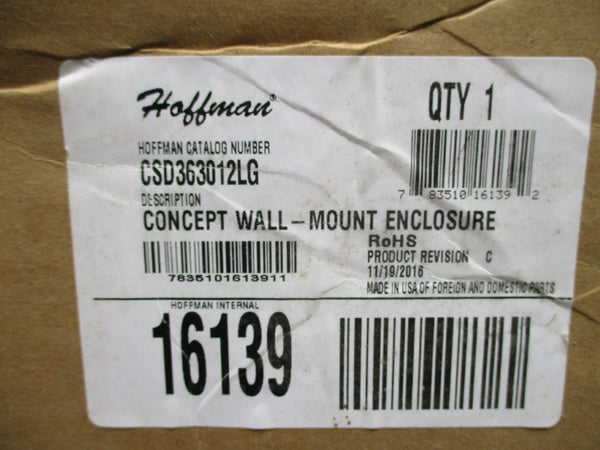 Hoffman
QTY 1
HOFFMAN CATALOG NUMBER
CSD363012LG
7 83510 16139 2
DESCRIPTION
CONCEPT WALL-MOUNT ENCLOSURE
RoHS
7835101613911
PRODUCT REVISION C
11/19/2016
MADE IN USA OF FOREIGN AND DOMESTIC PARTS
HOFFMAN INTERNAL
16139